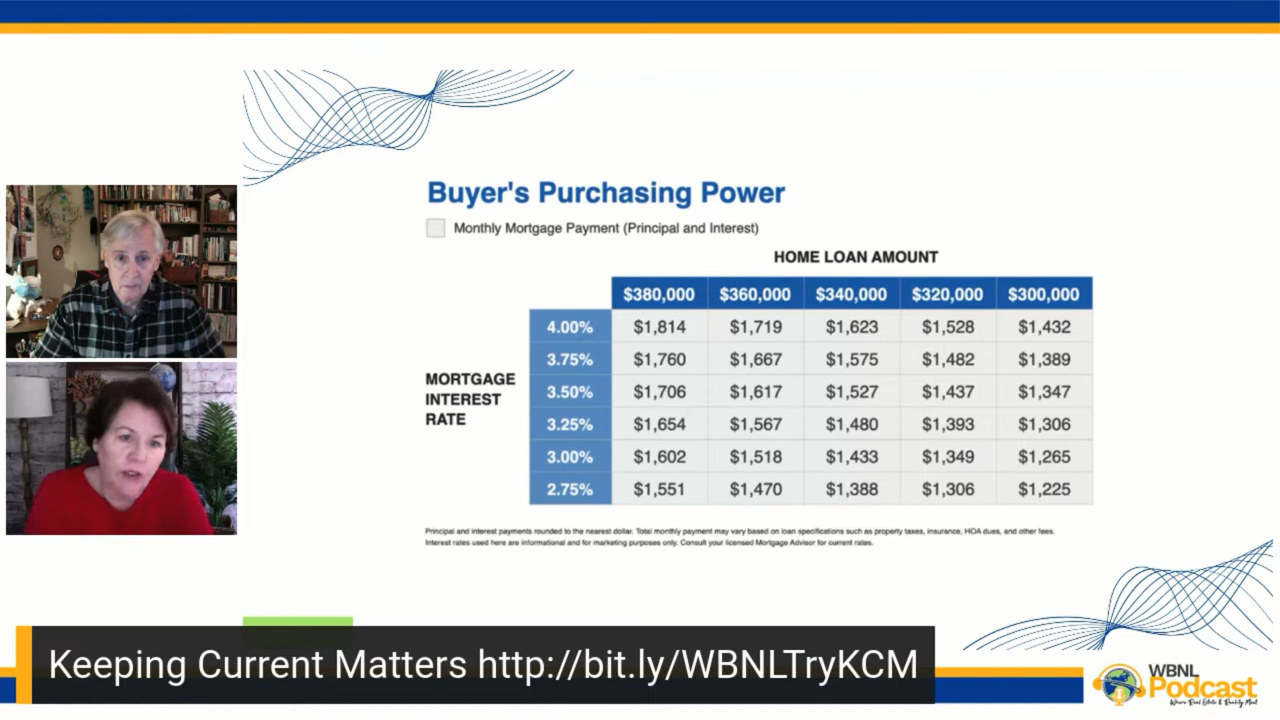 Buyer's Purchasing Power
Monthly Mortgage Payment (Principal and Interest)
HOME LOAN AMOUNT
$380,000 $360,000 $340,000 $320,000 $300,000
4.00% $1,814 $1,719 $1,623 $1,528 $1,432
3.75% $1,760 $1,667 $1,575 $1,482 $1,389
MORTGAGE
INTEREST
RATE
3.50% $1,706 $1,617 $1,527 $1,437 $1,347
3.25% $1,654 $1,567 $1,480 $1,393 $1,306
3.00% $1,602 $1,518 $1,433 $1,349 $1,265
2.75% $1,551 $1,470 $1,388 $1,306 $1,225
Principal and interest payments rounded to the nearest dollar. Total monthly payment may vary based on loan specifications such as property taxes, insurance, HOA dues, and other fees.
Interest rates used here are informational and for marketing purposes only. Consult your licensed Mortgage Advisor for current rates.
Keeping Current Matters http://bit.ly/WBNLTryKCM
WBNL
Podcast
Where Real Estate & Reality Meet